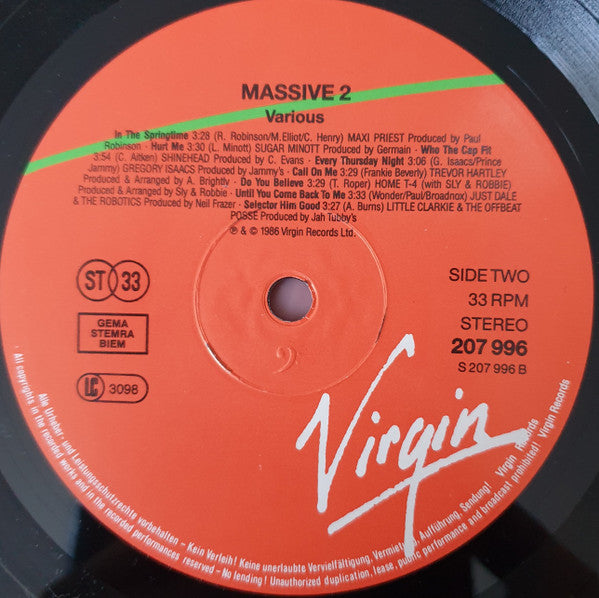 MASSIVE 2
Various
In The Springtime 3:28 (R. Robinson/M.Elliot/C. Henry) MAXI PRIEST Produced by Paul
Robinson · Hurt Me 3:30 (L. Minott) SUGAR MINOTT Produced by Germain · Who The Cap Fit
3:54 (C. Aitken) SHINEHEAD Produced by C. Evans · Every Thursday Night 3:06 (G. Isaacs/Prince
Jammy) GREGORY ISAACS Produced by Jammy's · Call On Me 3:29 (Frankie Beverly) TREVOR HARTLEY
Produced & Arranged by A. Brightly · Do You Believe 3:29 (T. Roper) HOME T-4 (with SLY & ROBBIE)
Produced & Arranged by Sly & Robbie · Until You Come Back To Me 3:33 (Wonder/Paul/Broadnox) JUST DALE
& THE ROBOTICS Produced by Neil Frazer · Selector Him Good 3:27 (A. Burns) LITTLE CLARKIE & THE OFFBEAT
POSSE Produced by Jah Tubby's
℗ & © 1986 Virgin Records Ltd.
ST 33
GEMA
STEMRA
BIEM
LC 3098
SIDE TWO
33 RPM
STEREO
207 996
S 207 996 B
Virgin
Alle Urheber- und Leistungsschutzrechte vorbehalten – Kein Verleih! Keine unerlaubte Vervielfältigung, Vermietung, Aufführung, Sendung! Virgin Records
All copyrights in the recorded works and in the recorded performances reserved – No lending! Unauthorized duplication, lease, public performance and broadcast prohibited! Virgin Records